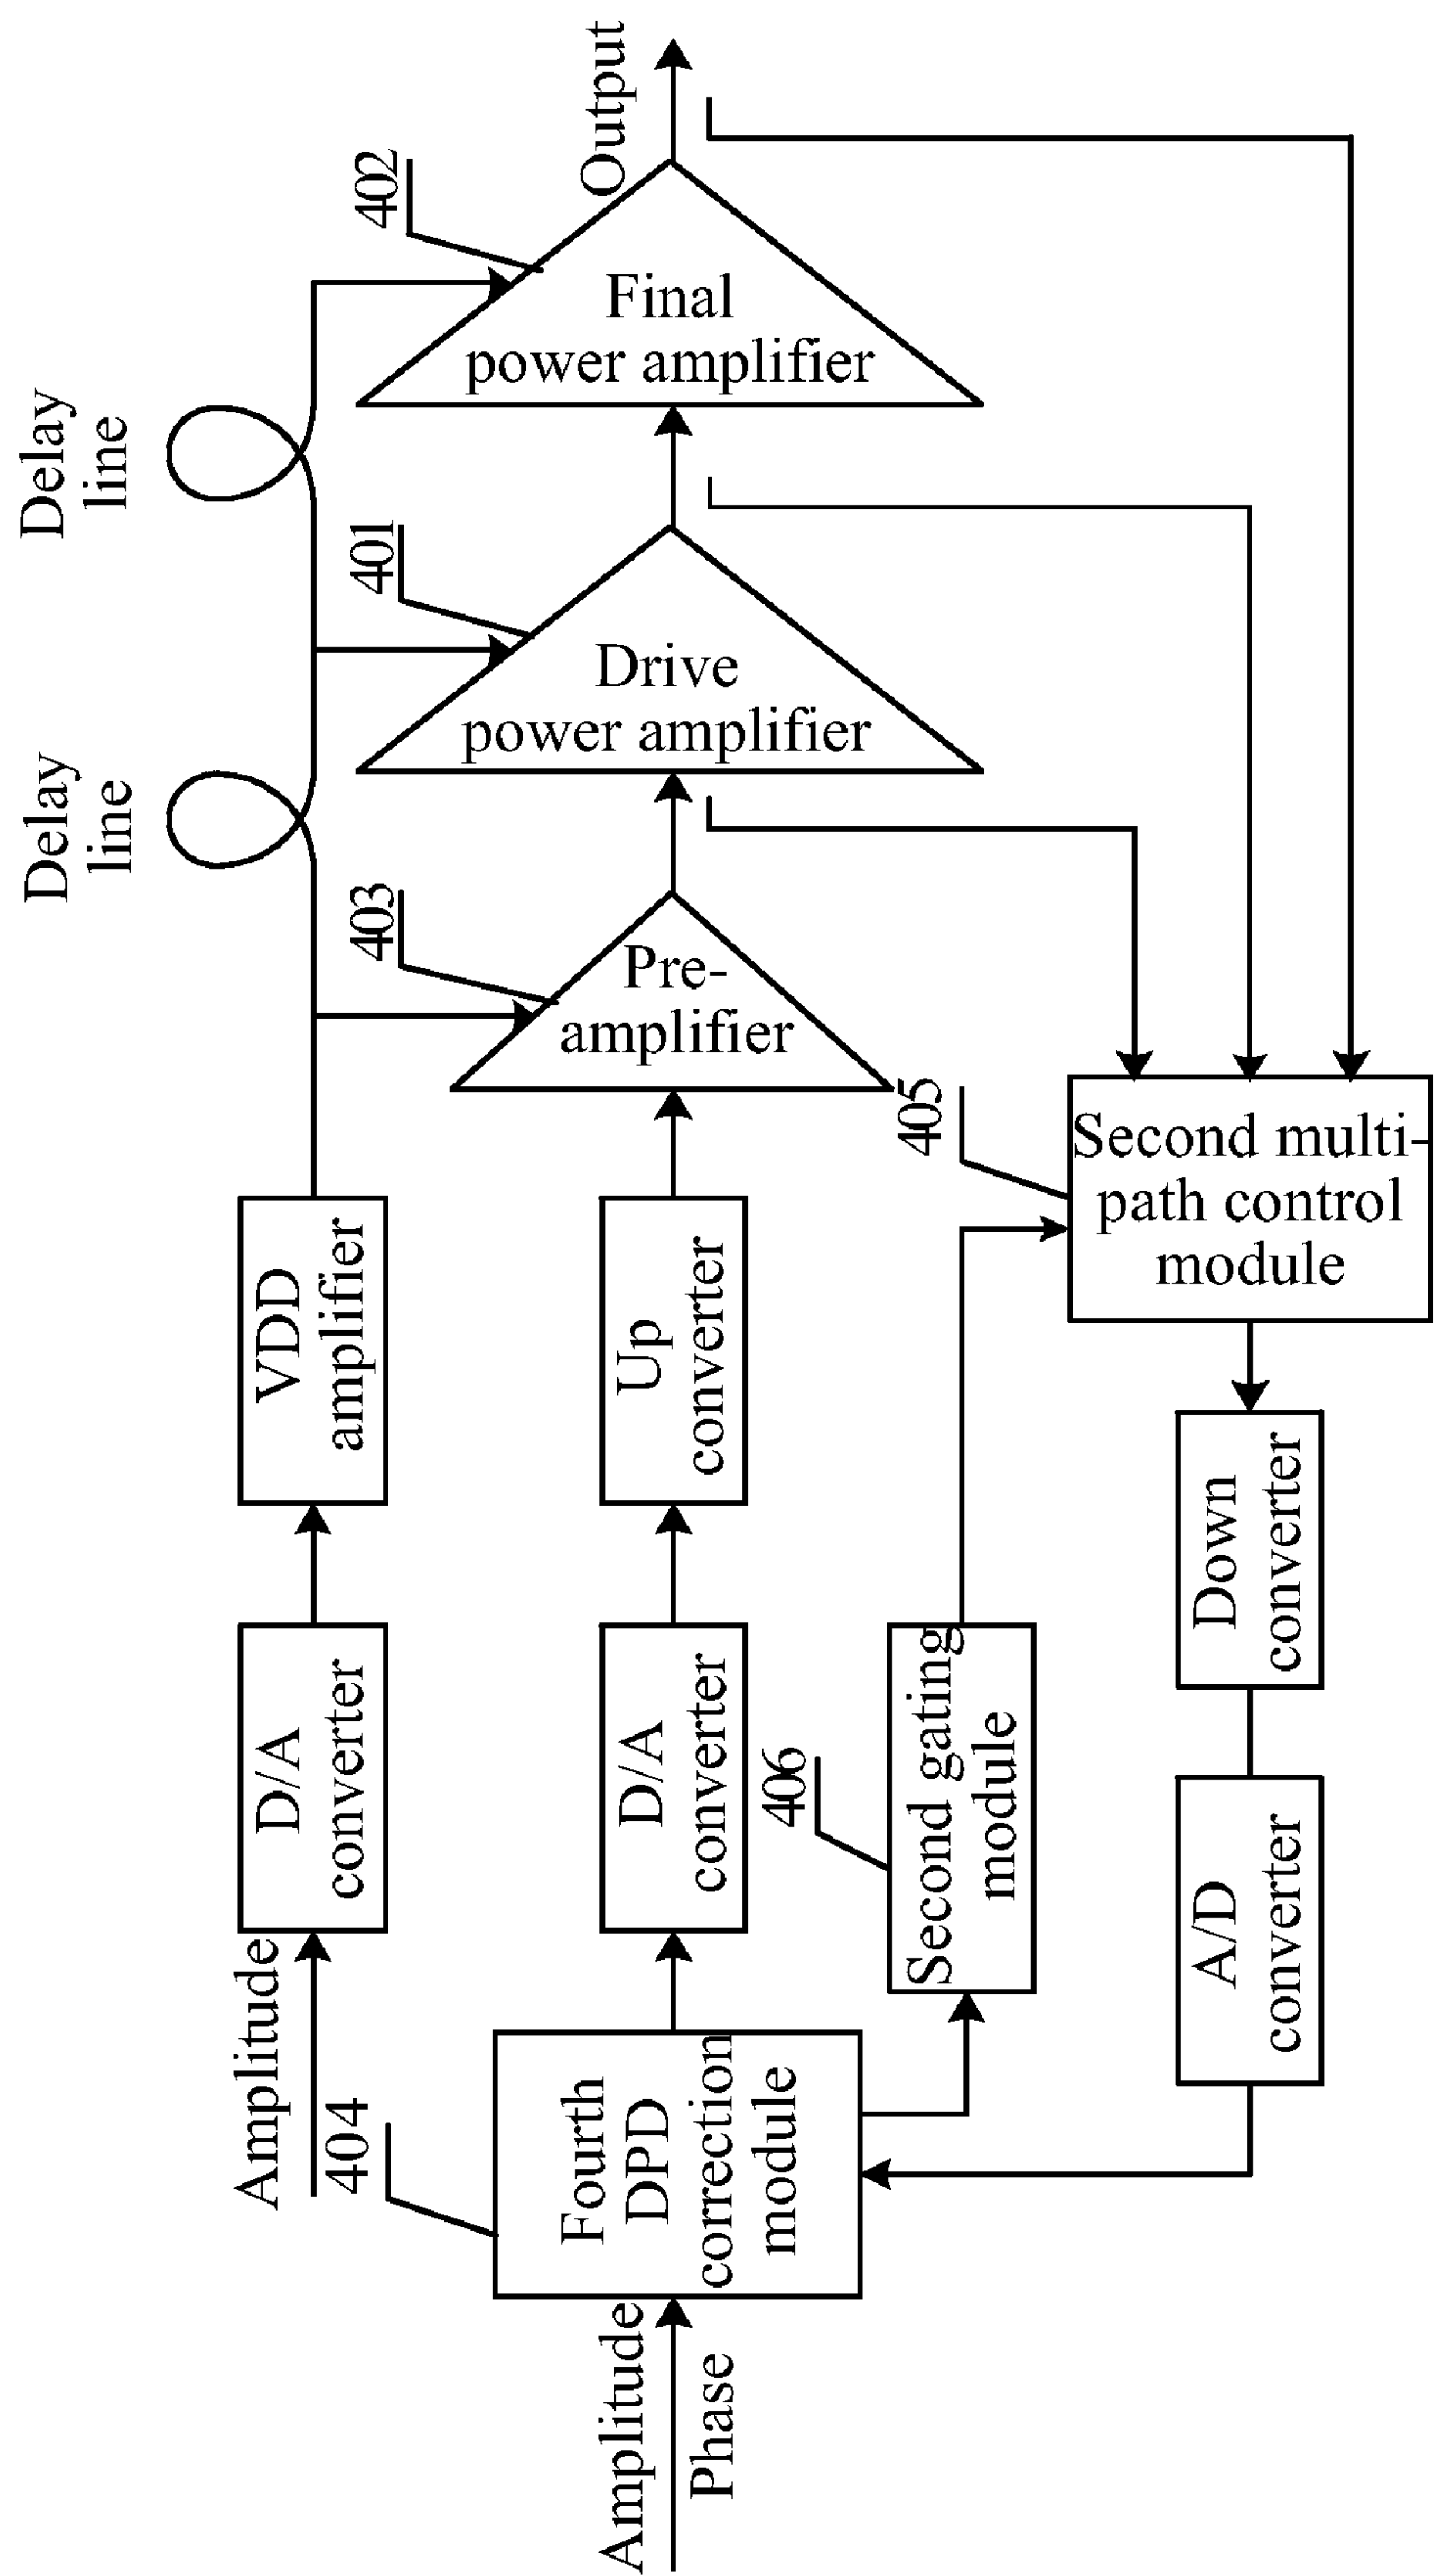 Output
402
Final
power amplifier
Delay
line
401
Drive
power amplifier
Delay
line
403
Pre-
amplifier
405
Second multi-
path control
module
VDD
amplifier
Up
converter
Down
converter
D/A
converter
D/A
converter
406
Second gating
module
A/D
converter
Amplitude
404
Fourth
DPD
correction
module
Amplitude
Phase